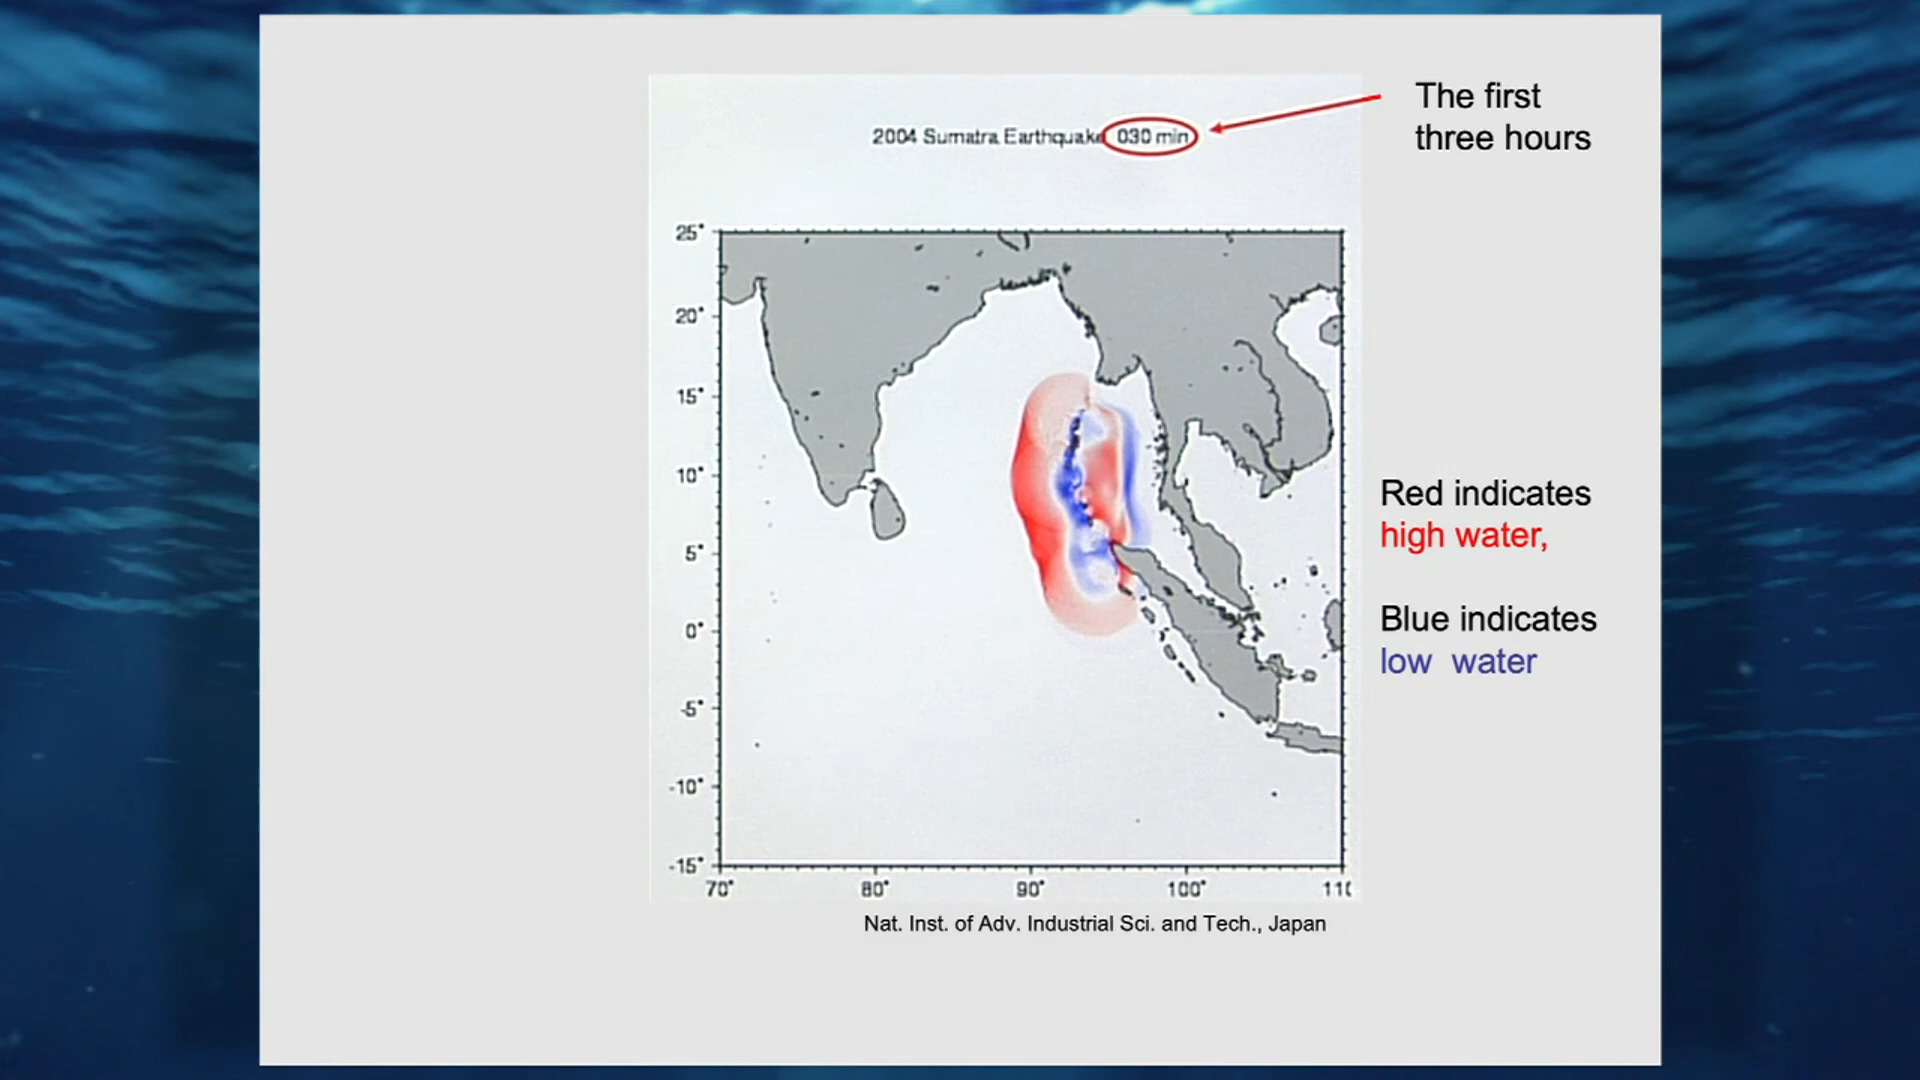 The first
three hours
2004 Sumatra Earthquake 030 min
25°
20°
15°
10°
5°
0°
-5°
-10°
-15°
70°
80°
90°
100°
Red indicates
high water,
Blue indicates
low water
Nat. Inst. of Adv. Industrial Sci. and Tech., Japan